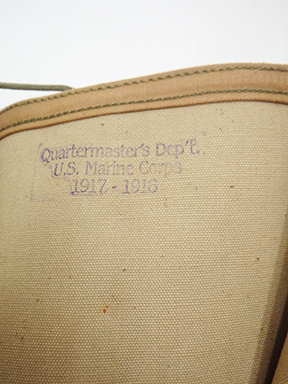 Quartermaster's Dep't.
U.S. Marine Corps
1917 - 1918